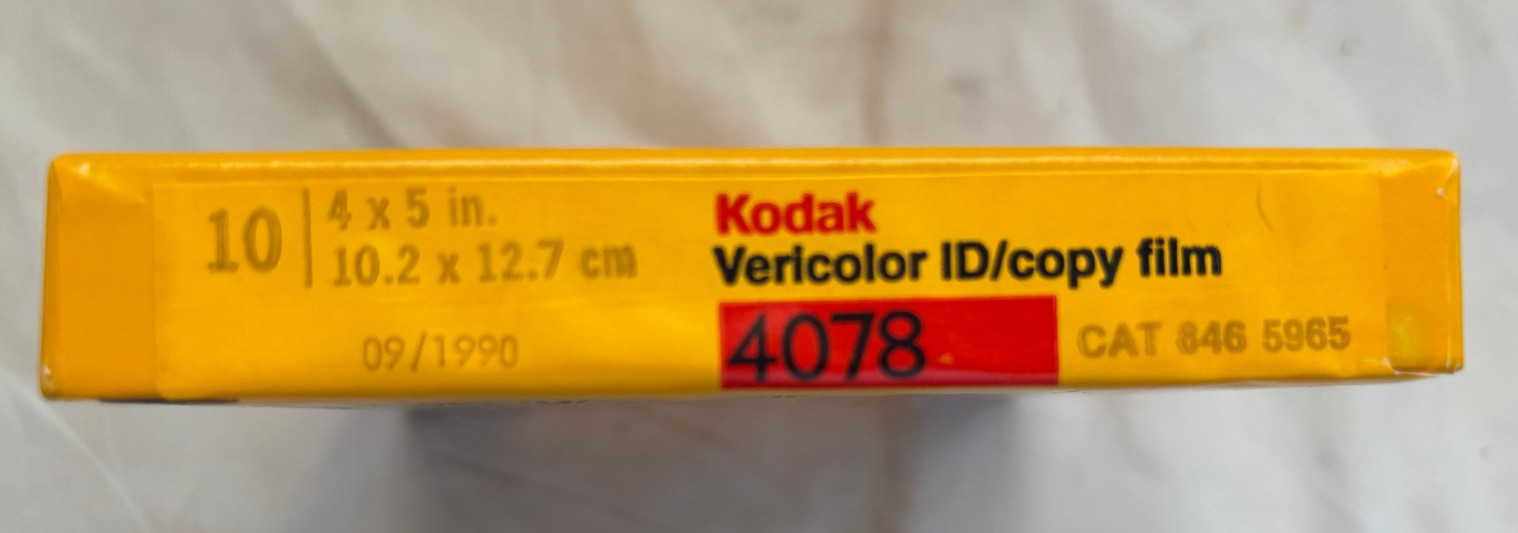 10
4 x 5 in.
10.2 x 12.7 cm
09/1990
Kodak
Vericolor ID/copy film
4078
CAT 846 5965